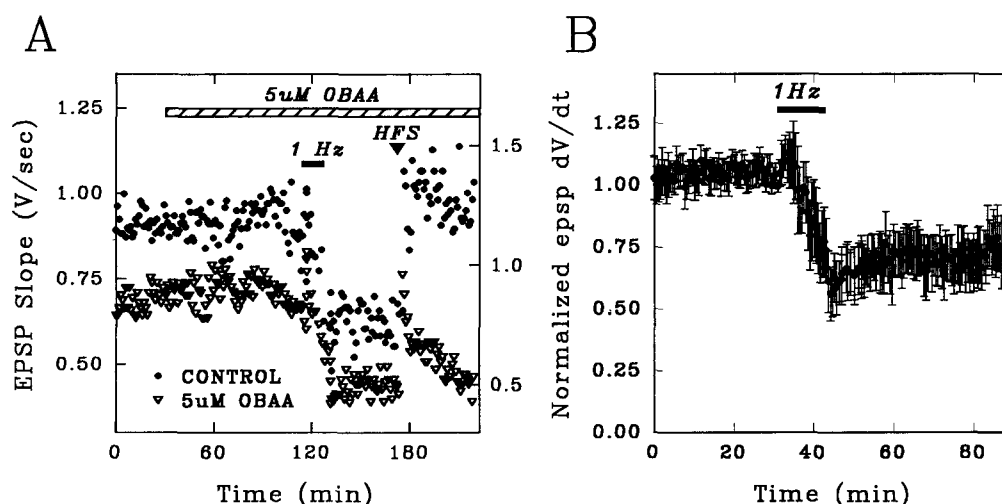 A
5uM OBAA
HFS
1 Hz
EPSP Slope (V/sec)
1.25
1.00
0.75
0.50
1.5
1.0
0.5
CONTROL
5uM OBAA
0 60 120 180
Time (min)
B
1Hz
Normalized epsp dV/dt
1.25
1.00
0.75
0.50
0.25
0.00
0 20 40 60 80
Time (min)